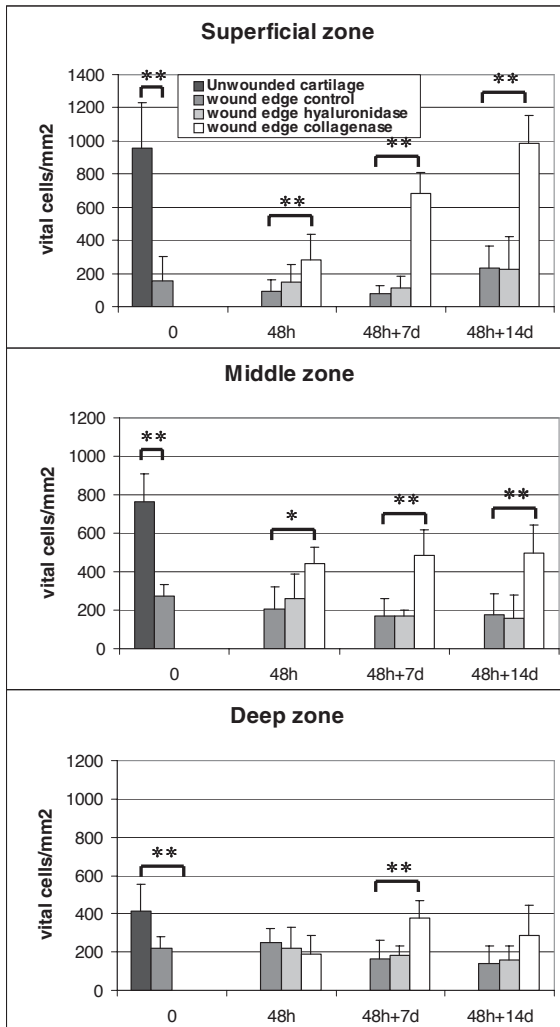 Superficial zone
1400
1200
1000
800
600
400
200
0
vital cells/mm2
Unwounded cartilage
wound edge control
wound edge hyaluronidase
wound edge collagenase
** ** ** **
0 48h 48h+7d 48h+14d
Middle zone
1200
1000
800
600
400
200
0
vital cells/mm2
** * ** **
0 48h 48h+7d 48h+14d
Deep zone
1200
1000
800
600
400
200
0
vital cells/mm2
** **
0 48h 48h+7d 48h+14d